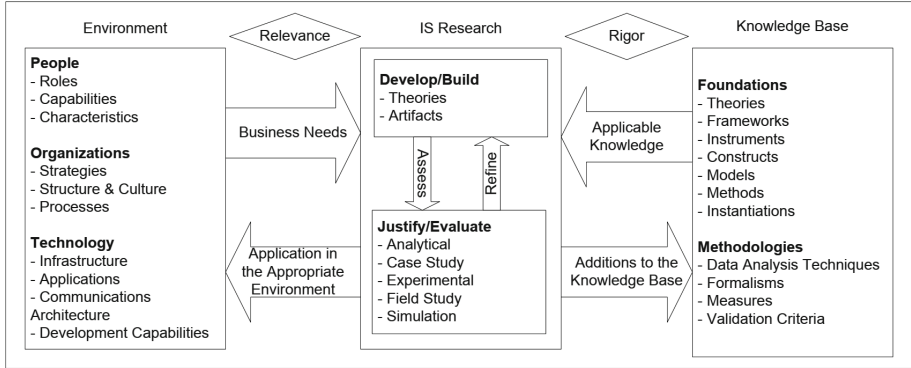 Environment
Relevance
IS Research
Rigor
Knowledge Base
People
- Roles
- Capabilities
- Characteristics
Organizations
- Strategies
- Structure & Culture
- Processes
Technology
- Infrastructure
- Applications
- Communications
Architecture
- Development Capabilities
Business Needs
Application in
the Appropriate
Environment
Develop/Build
- Theories
- Artifacts
Assess
Refine
Justify/Evaluate
- Analytical
- Case Study
- Experimental
- Field Study
- Simulation
Applicable
Knowledge
Additions to the
Knowledge Base
Foundations
- Theories
- Frameworks
- Instruments
- Constructs
- Models
- Methods
- Instantiations
Methodologies
- Data Analysis Techniques
- Formalisms
- Measures
- Validation Criteria